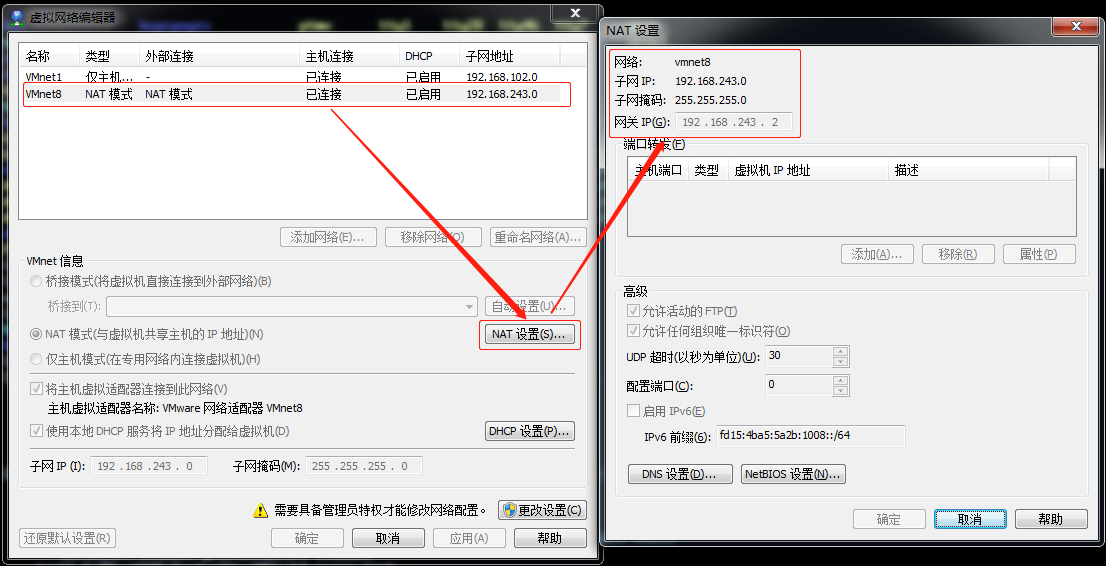 虚拟网络编辑器
名称 类型 外部连接 主机连接 DHCP 子网地址
VMnet1 仅主机... - 已连接 已启用 192.168.102.0
VMnet8 NAT 模式 NAT 模式 已连接 已启用 192.168.243.0
添加网络(E)... 移除网络(O) 重命名网络(A)...
VMnet 信息
桥接模式(将虚拟机直接连接到外部网络)(B)
桥接到(T): 自动设置(U)...
NAT 模式(与虚拟机共享主机的 IP 地址)(N) NAT 设置(S)...
仅主机模式(在专用网络内连接虚拟机)(H)
将主机虚拟适配器连接到此网络(V)
主机虚拟适配器名称: VMware 网络适配器 VMnet8
使用本地 DHCP 服务将 IP 地址分配给虚拟机(D) DHCP 设置(P)...
子网 IP (I): 192 . 168 . 243 . 0 子网掩码(M): 255 . 255 . 255 . 0
需要具备管理员特权才能修改网络配置。 更改设置(C)
还原默认设置(R) 确定 取消 应用(A) 帮助
NAT 设置
网络: vmnet8
子网 IP: 192.168.243.0
子网掩码: 255.255.255.0
网关 IP(G): 192 . 168 . 243 . 2
端口转发(F)
主机端口 类型 虚拟机 IP 地址 描述
添加(A)... 移除(R) 属性(P)
高级
允许活动的 FTP(T)
允许任何组织唯一标识符(O)
UDP 超时(以秒为单位)(U): 30
配置端口(C): 0
启用 IPv6(E)
IPv6 前缀(6): fd15:4ba5:5a2b:1008::/64
DNS 设置(D)... NetBIOS 设置(N)...
确定 取消 帮助